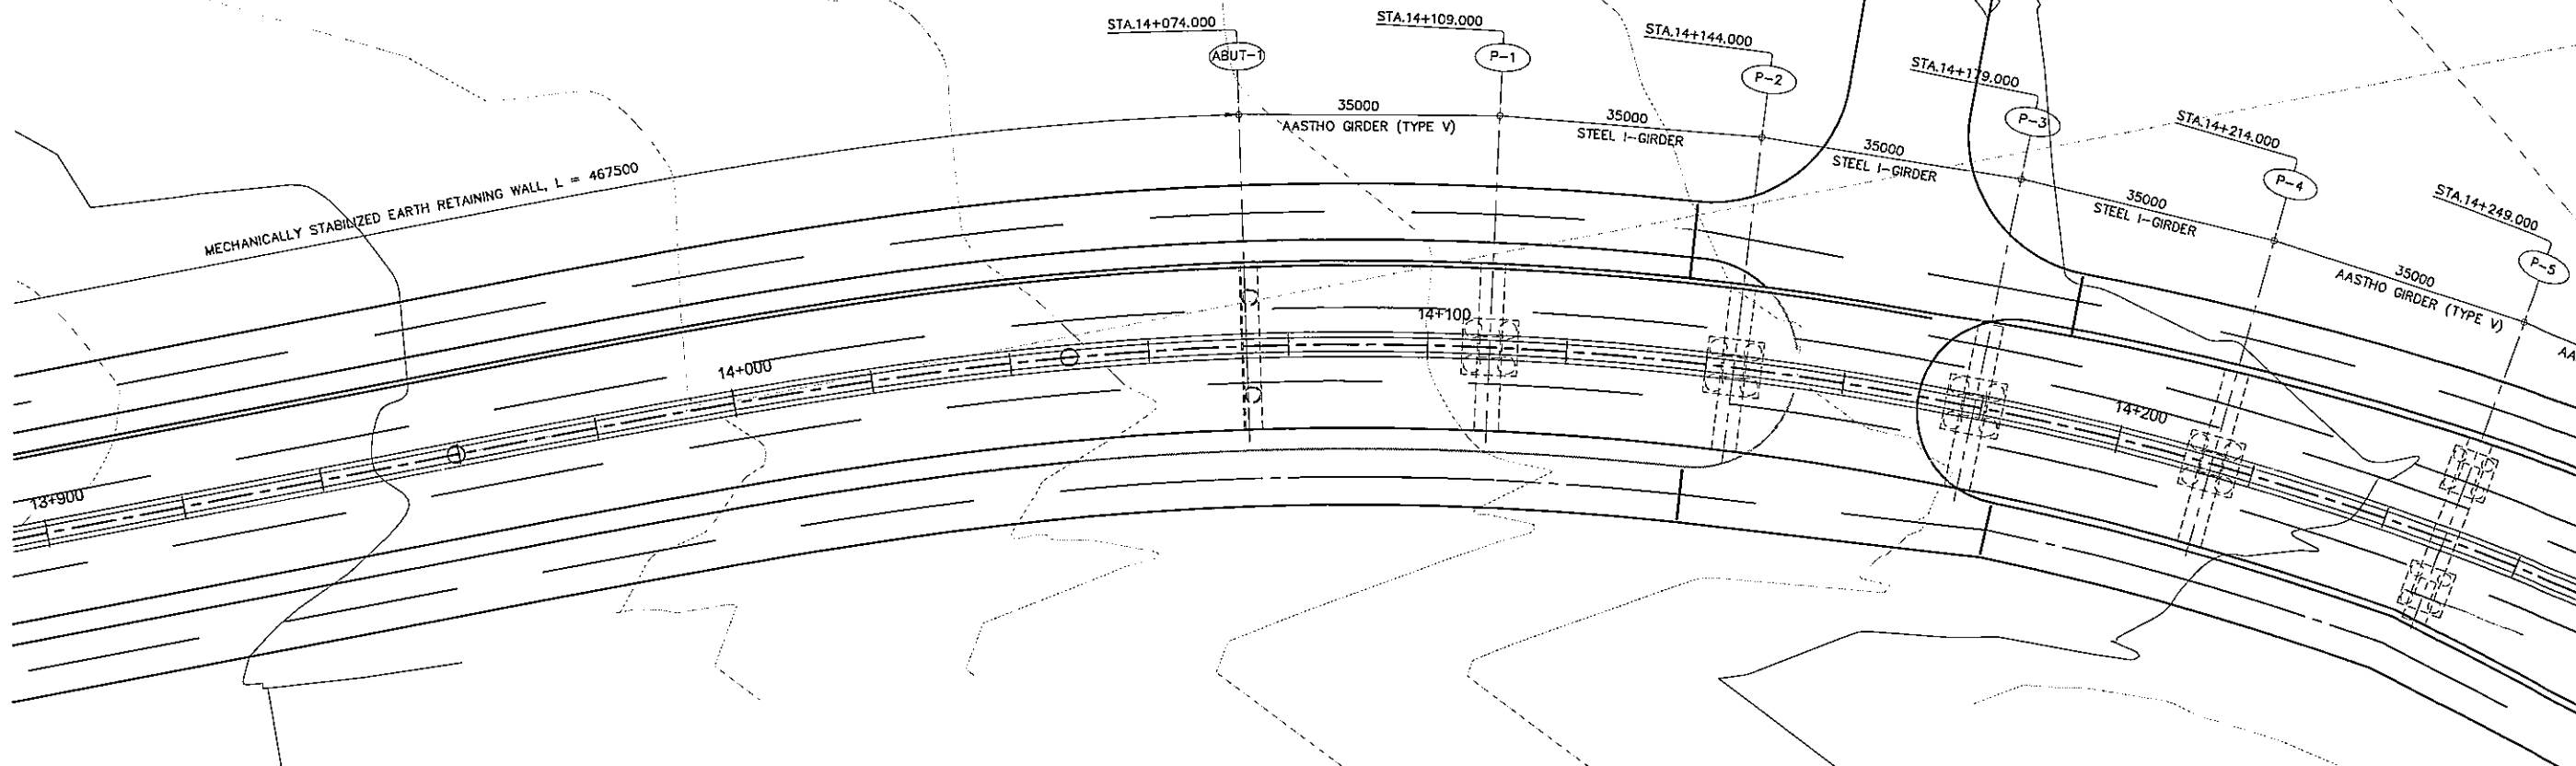 STA.14+074.000
ABUT-1
STA.14+109.000
P-1
STA.14+144.000
P-2
STA.14+179.000
P-3
STA.14+214.000
P-4
STA.14+249.000
P-5
MECHANICALLY STABILIZED EARTH RETAINING WALL, L = 467500
35000
AASTHO GIRDER (TYPE V)
35000
STEEL I-GIRDER
35000
STEEL I-GIRDER
35000
STEEL I-GIRDER
35000
AASTHO GIRDER (TYPE V)
AA
13+900
14+000
14+100
14+200